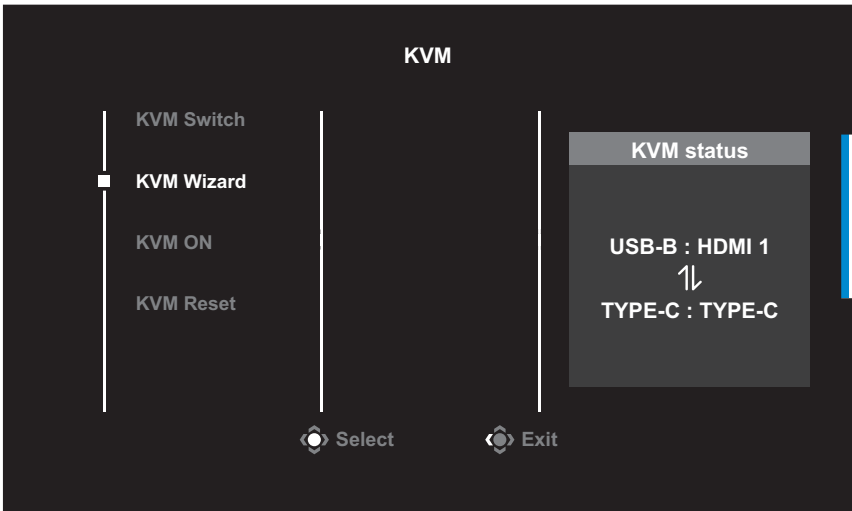 KVM
KVM Switch
KVM Wizard
KVM ON
KVM Reset
KVM status
USB-B : HDMI 1
TYPE-C : TYPE-C
Select
Exit